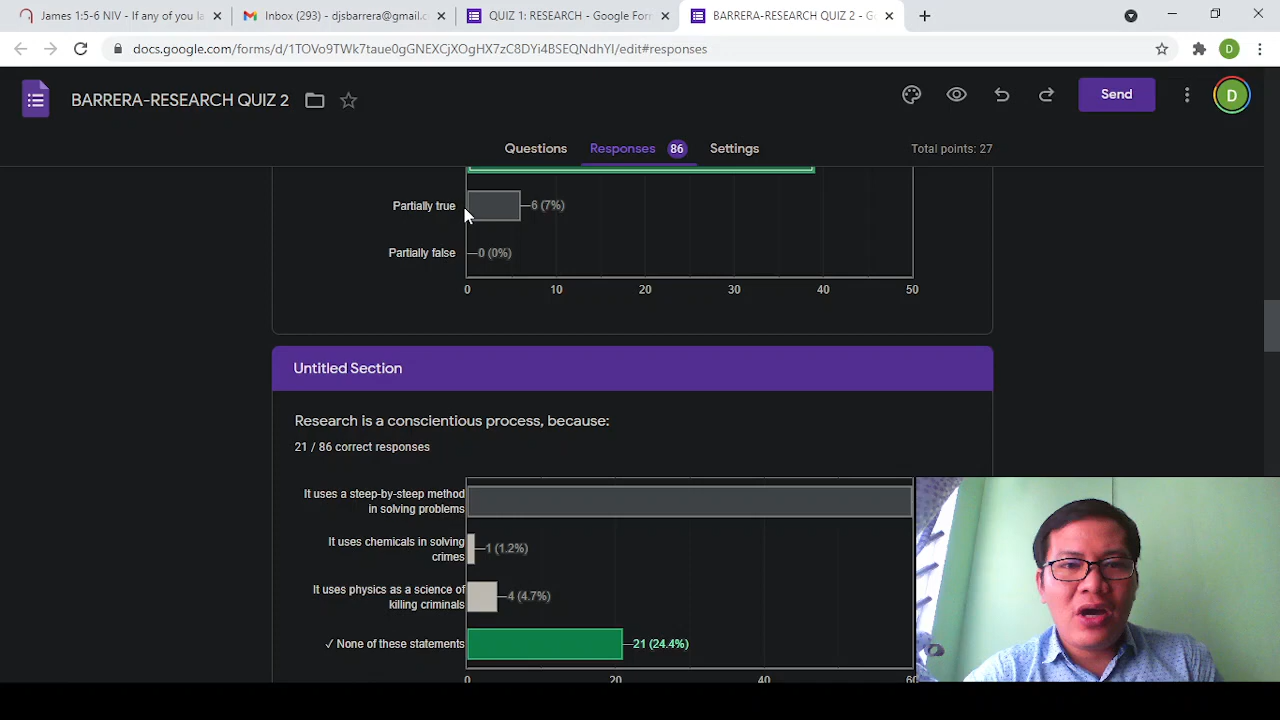 James 1:5-6 NIV - If any of you la
Inbox (293) - djsbarrera@gmail.c
QUIZ 1: RESEARCH - Google Form
BARRERA-RESEARCH QUIZ 2 - Go
docs.google.com/forms/d/1TOVo9TWk7taue0gGNEXCjXOgHX7zC8DYi4BSEQNdhYI/edit#responses
D
BARRERA-RESEARCH QUIZ 2
Send
D
Questions
Responses 86
Settings
Total points: 27
Partially true
6 (7%)
Partially false
0 (0%)
0 10 20 30 40 50
Untitled Section
Research is a conscientious process, because:
21 / 86 correct responses
It uses a steep-by-steep method
in solving problems
It uses chemicals in solving
crimes
1 (1.2%)
It uses physics as a science of
killing criminals
4 (4.7%)
✓ None of these statements
21 (24.4%)
0 20 40 60